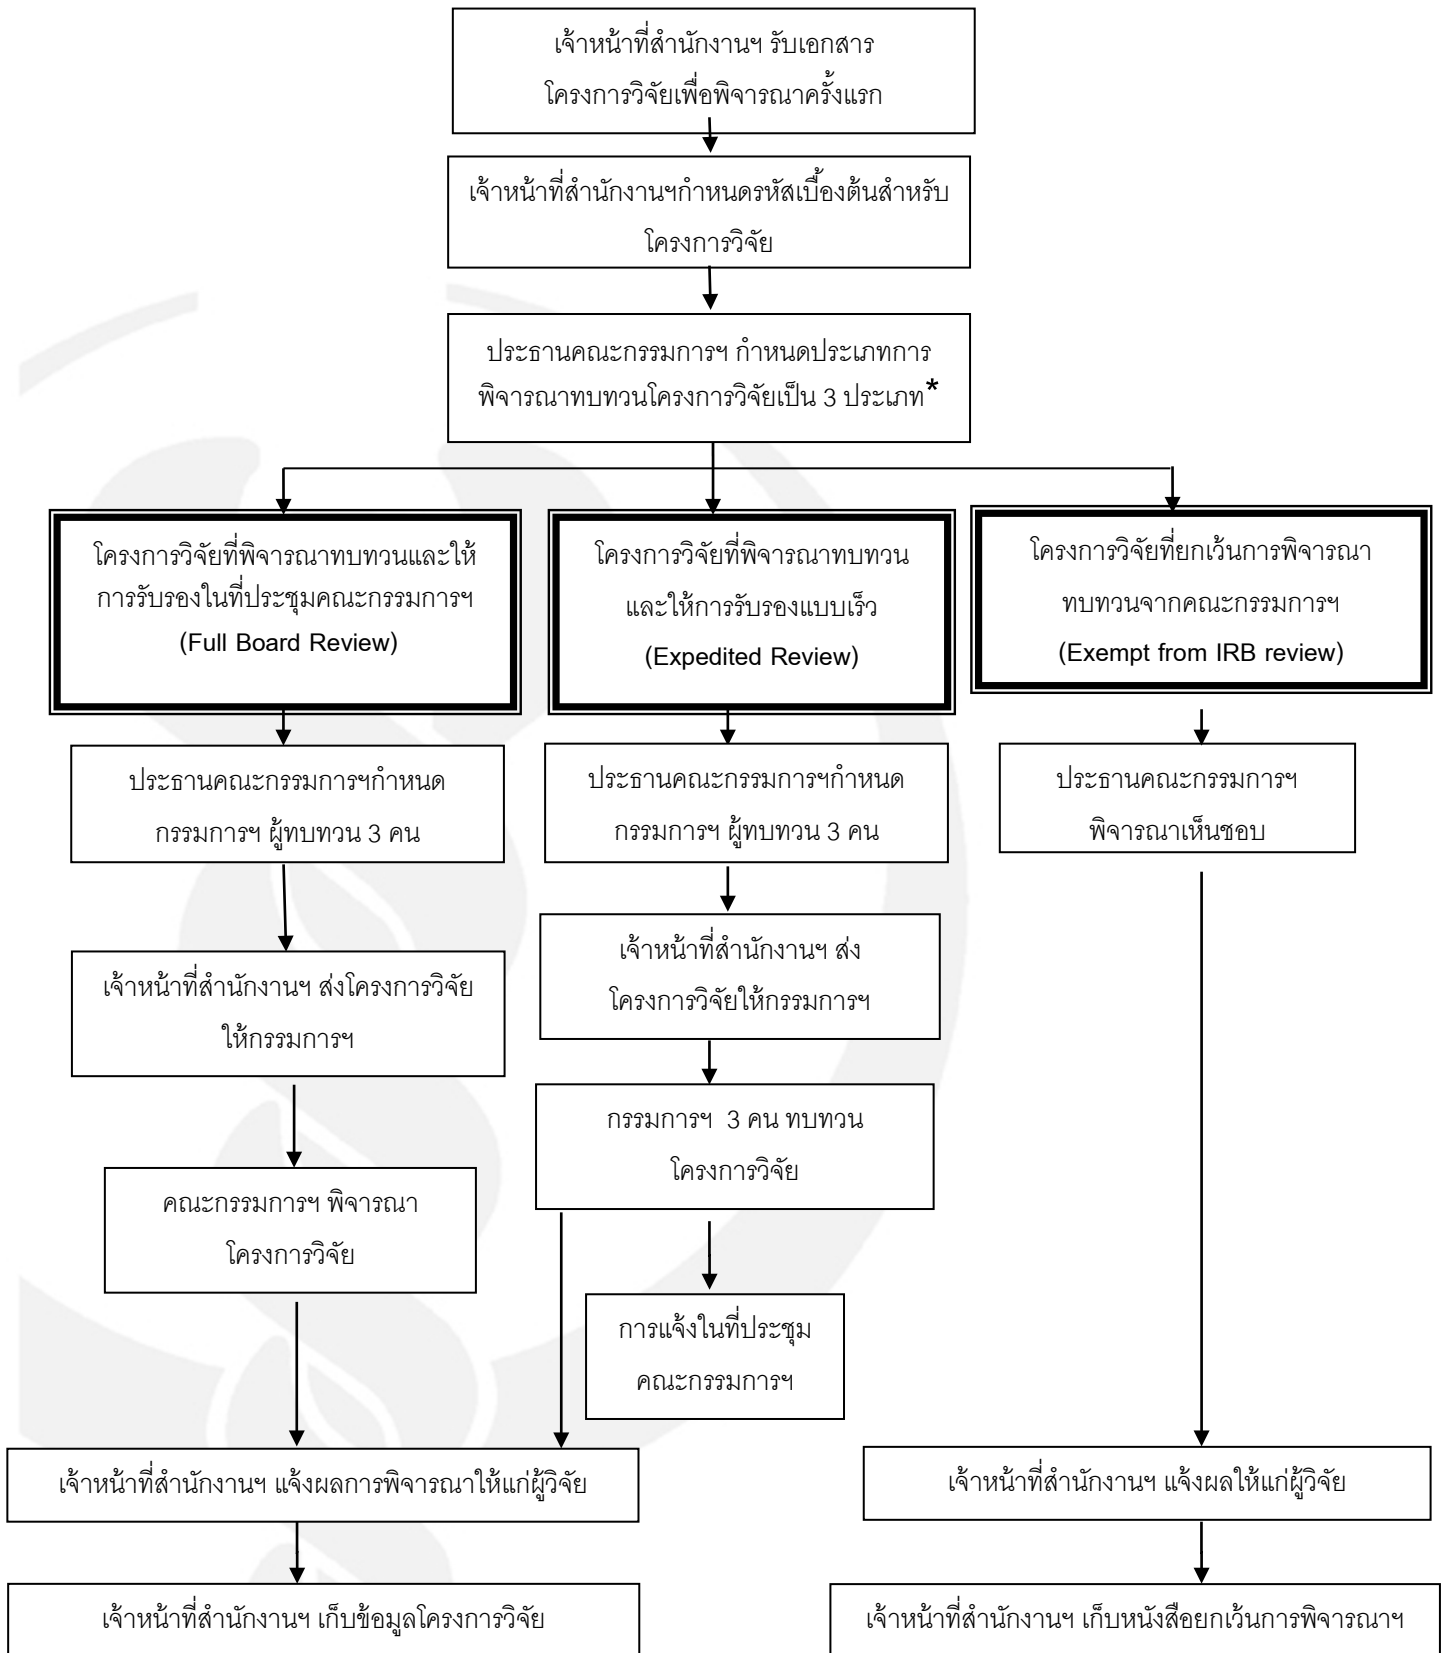 เจ้าหน้าที่สำนักงานฯ รับเอกสาร
โครงการวิจัยเพื่อพิจารณาครั้งแรก
เจ้าหน้าที่สำนักงานฯกำหนดรหัสเบื้องต้นสำหรับ
โครงการวิจัย
ประธานคณะกรรมการฯ กำหนดประเภทการ
พิจารณาทบทวนโครงการวิจัยเป็น 3 ประเภท*
โครงการวิจัยที่พิจารณาทบทวนและให้
การรับรองในที่ประชุมคณะกรรมการฯ
(Full Board Review)
โครงการวิจัยที่พิจารณาทบทวน
และให้การรับรองแบบเร็ว
(Expedited Review)
โครงการวิจัยที่ยกเว้นการพิจารณา
ทบทวนจากคณะกรรมการฯ
(Exempt from IRB review)
ประธานคณะกรรมการฯกำหนด
กรรมการฯ ผู้ทบทวน 3 คน
ประธานคณะกรรมการฯกำหนด
กรรมการฯ ผู้ทบทวน 3 คน
ประธานคณะกรรมการฯ
พิจารณาเห็นชอบ
เจ้าหน้าที่สำนักงานฯ ส่งโครงการวิจัย
ให้กรรมการฯ
เจ้าหน้าที่สำนักงานฯ ส่ง
โครงการวิจัยให้กรรมการฯ
กรรมการฯ 3 คน ทบทวน
โครงการวิจัย
คณะกรรมการฯ พิจารณา
โครงการวิจัย
การแจ้งในที่ประชุม
คณะกรรมการฯ
เจ้าหน้าที่สำนักงานฯ แจ้งผลการพิจารณาให้แก่ผู้วิจัย
เจ้าหน้าที่สำนักงานฯ แจ้งผลให้แก่ผู้วิจัย
เจ้าหน้าที่สำนักงานฯ เก็บข้อมูลโครงการวิจัย
เจ้าหน้าที่สำนักงานฯ เก็บหนังสือยกเว้นการพิจารณาฯ